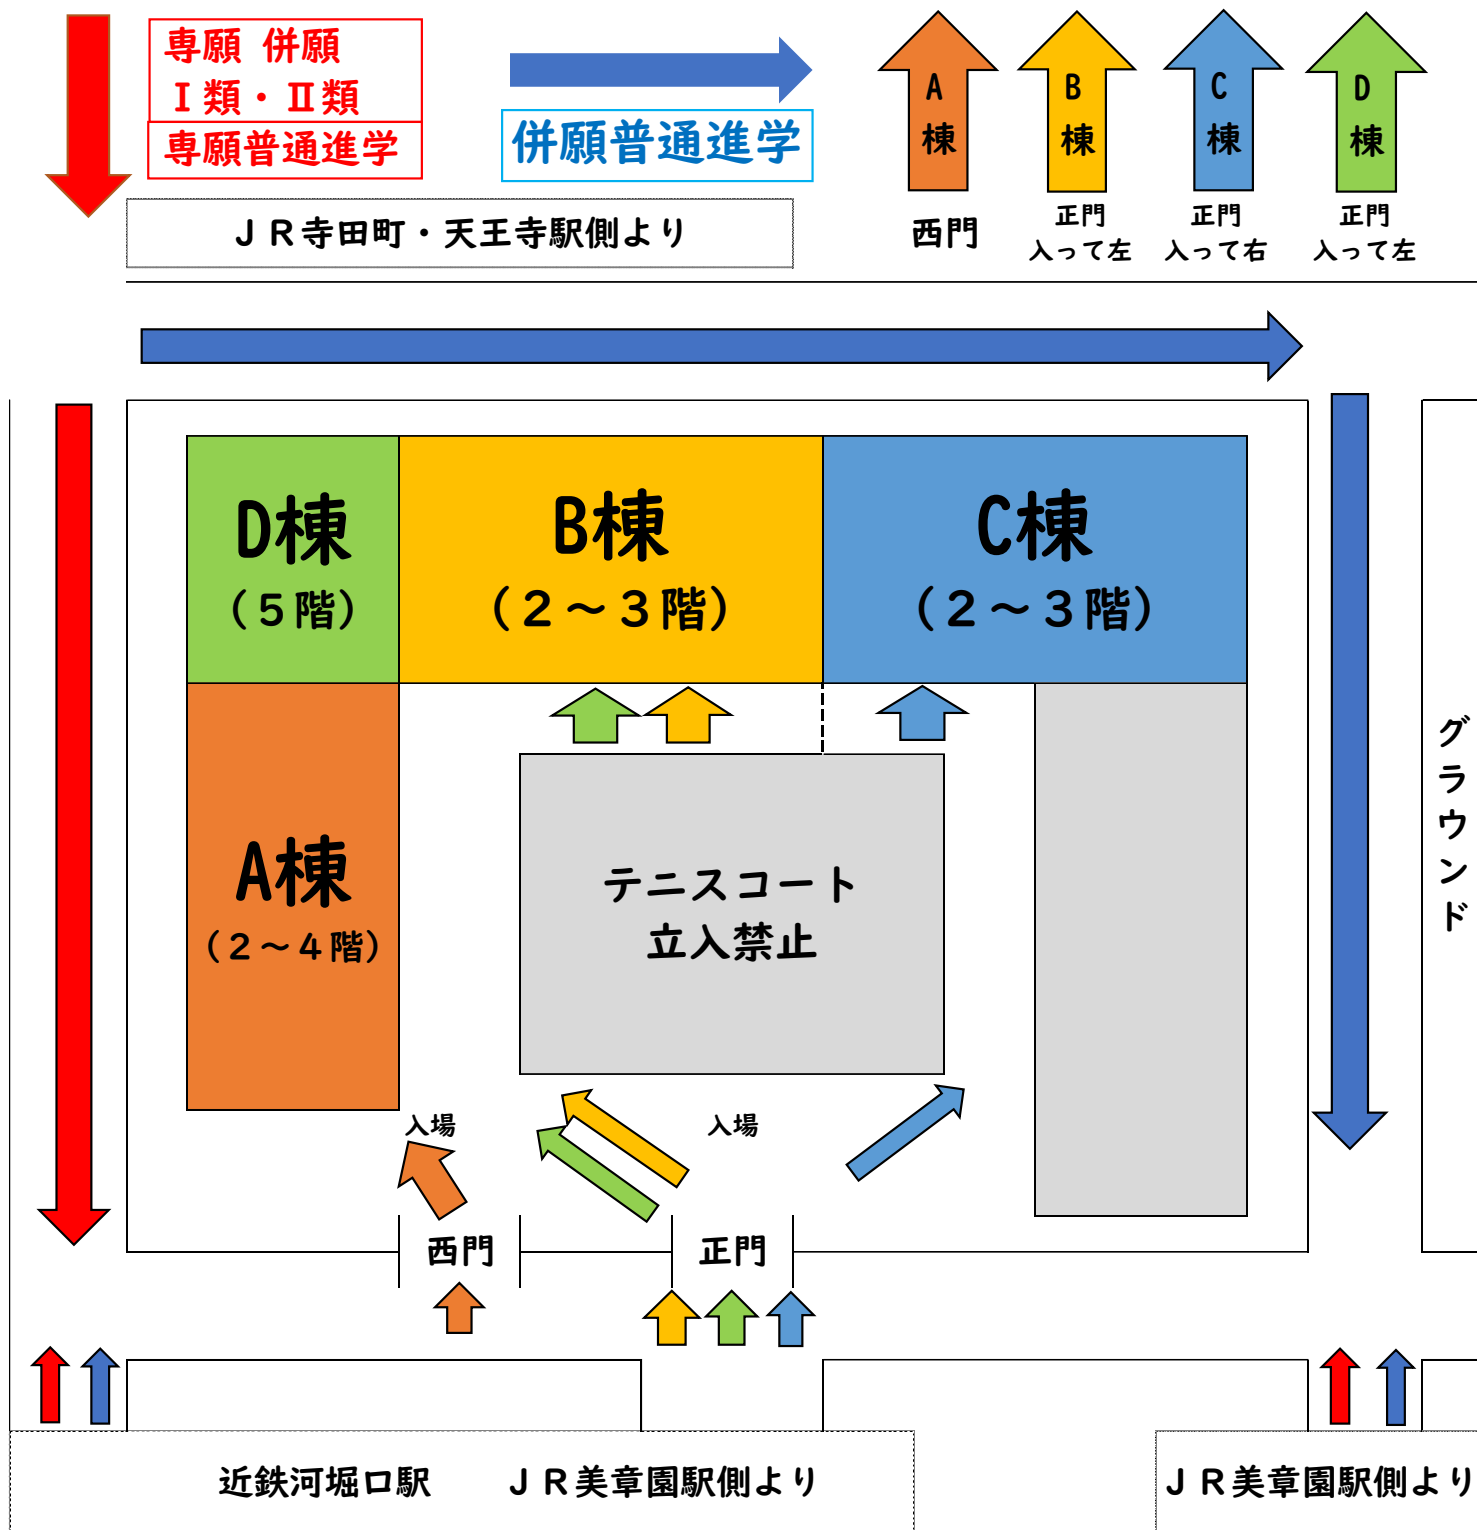 専願 併願
Ⅰ類・Ⅱ類
専願普通進学
併願普通進学
A
棟
B
棟
C
棟
D
棟
西門
正門
入って左
正門
入って右
正門
入って左
ＪＲ寺田町・天王寺駅側より
D棟
（５階）
B棟
（２～３階）
C棟
（２～３階）
A棟
（２～４階）
テニスコート
立入禁止
グラウンド
入場
入場
西門
正門
近鉄河堀口駅　　ＪＲ美章園駅側より
ＪＲ美章園駅側より